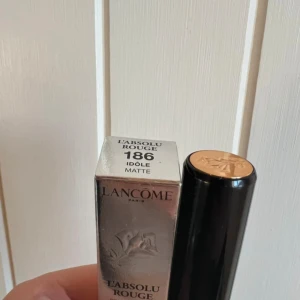 L'ABSOLU
ROUGE
186
IDÔLE
MATTE
LANCÔME
PARIS
L'ABSOLU
ROUGE